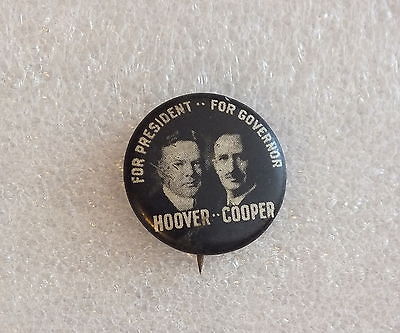 FOR PRESIDENT·· FOR GOVERNOR
HOOVER·· COOPER